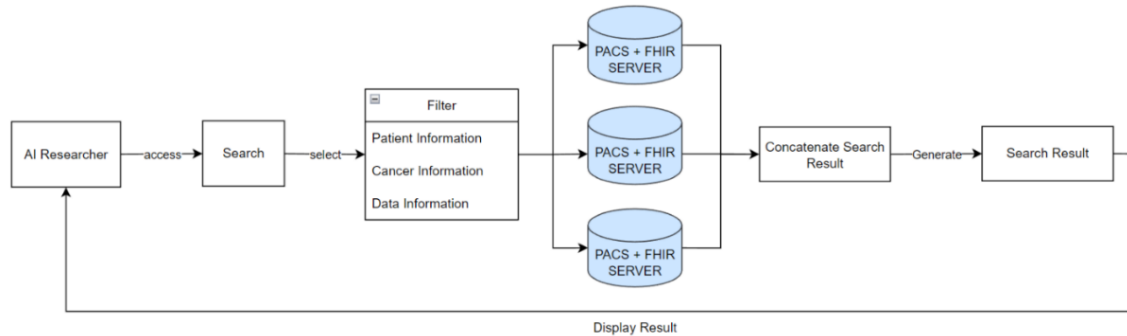 AI Researcher
access
Search
select
Filter
Patient Information
Cancer Information
Data Information
PACS + FHIR
SERVER
PACS + FHIR
SERVER
PACS + FHIR
SERVER
Concatenate Search
Result
Generate
Search Result
Display Result